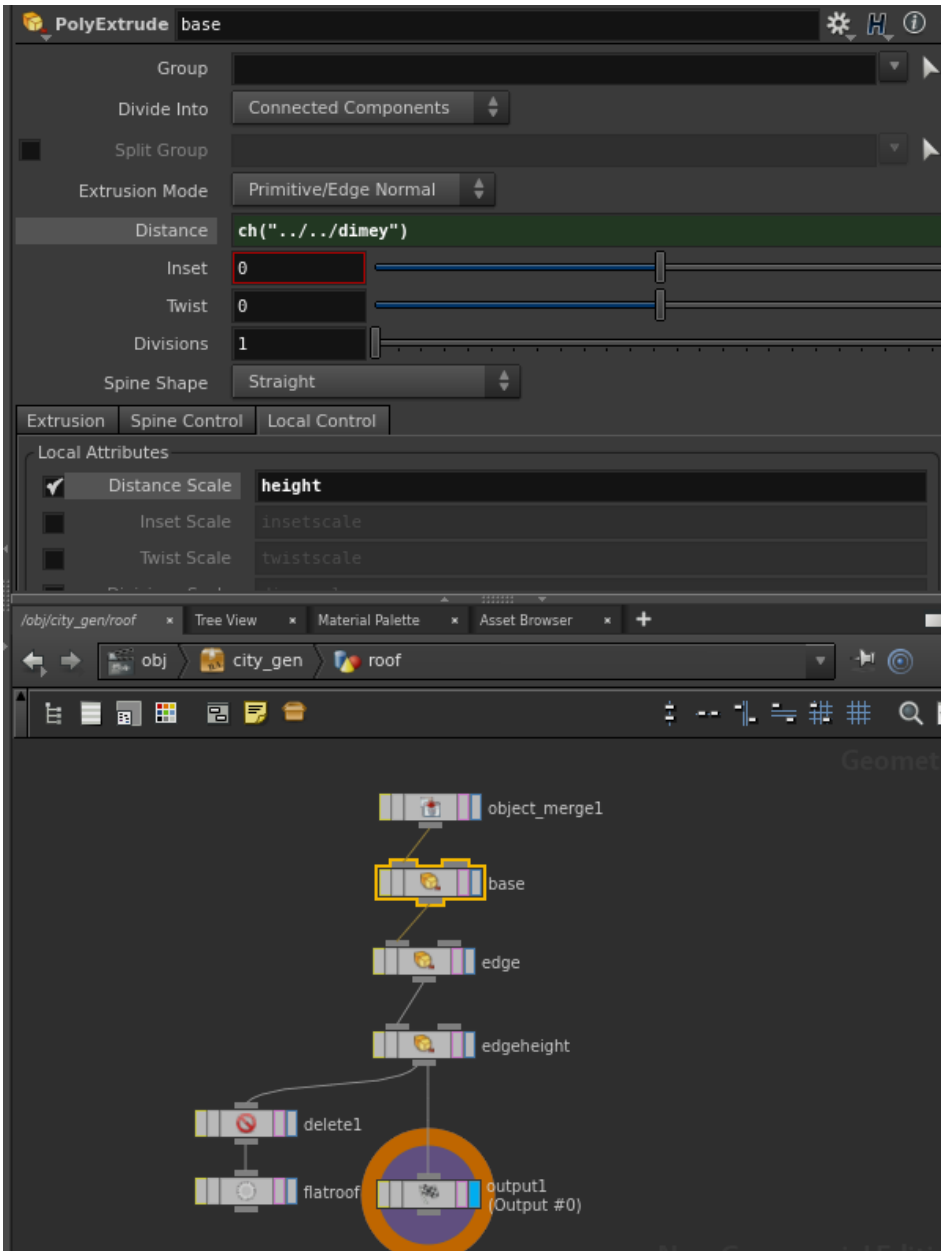 PolyExtrude base
Group
Divide Into Connected Components
Split Group
Extrusion Mode Primitive/Edge Normal
Distance ch("../../dimey")
Inset 0
Twist 0
Divisions 1
Spine Shape Straight
Extrusion Spine Control Local Control
Local Attributes
Distance Scale height
Inset Scale insetscale
Twist Scale twistscale
/obj/city_gen/roof × Tree View × Material Palette × Asset Browser × +
obj city_gen roof
Geomet
object_merge1
base
edge
edgeheight
delete1
flatroof
output1
(Output #0)